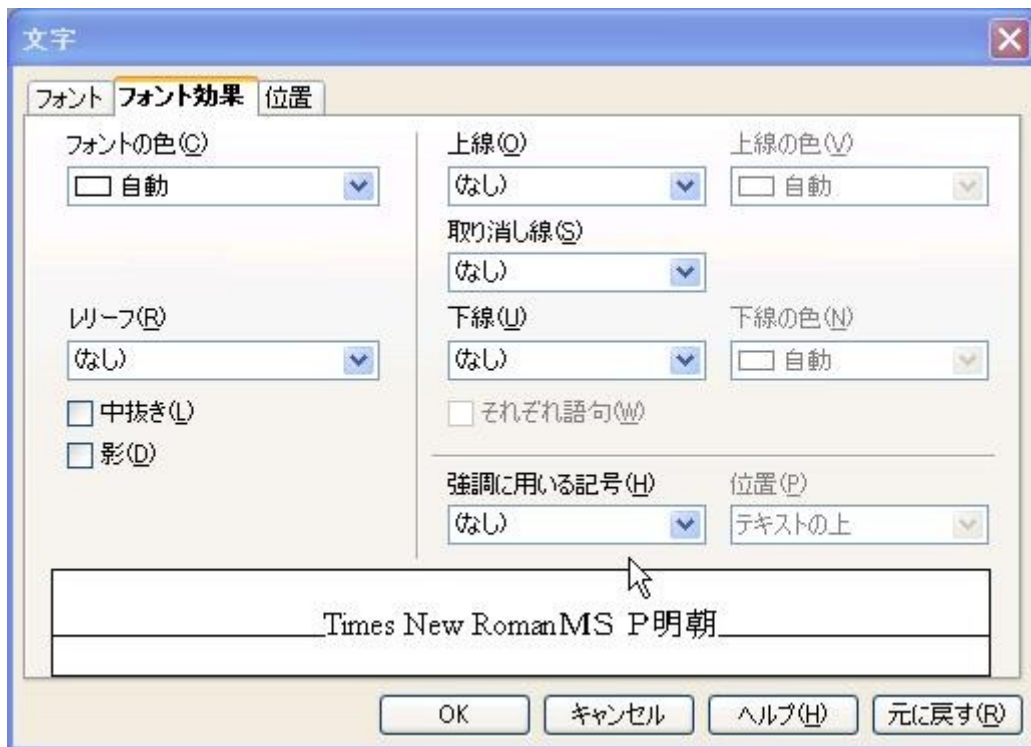 文字
フォント フォント効果 位置
フォントの色(C)
自動
レリーフ(R)
(なし)
中抜き(L)
影(D)
上線(O) 上線の色(V)
(なし) 自動
取り消し線(S)
(なし)
下線(U) 下線の色(N)
(なし) 自動
それぞれ語句(W)
強調に用いる記号(H) 位置(P)
(なし) テキストの上
Times New RomanMS P明朝
OK キャンセル ヘルプ(H) 元に戻す(R)